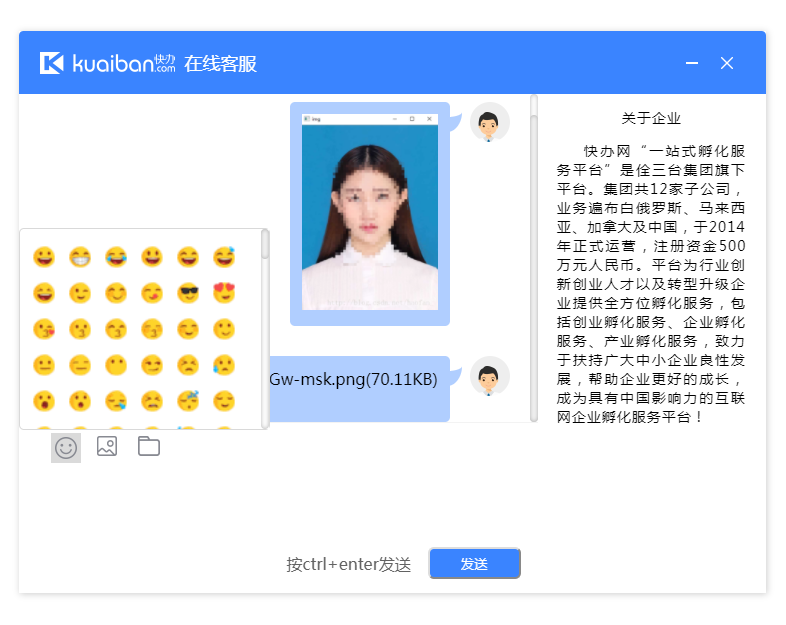 kuaiban快办.com 在线客服
img
Gw-msk.png(70.11KB)
按ctrl+enter发送
发送
关于企业
快办网“一站式孵化服
务平台”是佺三台集团旗下
平台。集团共12家子公司，
业务遍布白俄罗斯、马来西
亚、加拿大及中国，于2014
年正式运营，注册资金500
万元人民币。平台为行业创
新创业人才以及转型升级企
业提供全方位孵化服务，包
括创业孵化服务、企业孵化
服务、产业孵化服务，致力
于扶持广大中小企业良性发
展，帮助企业更好的成长，
成为具有中国影响力的互联
网企业孵化服务平台！